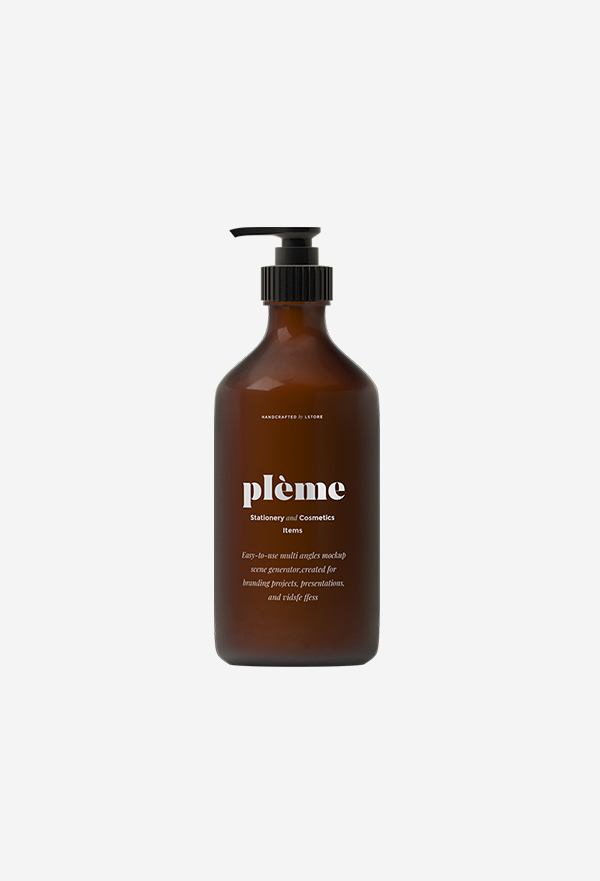 HANDCRAFTED by LSTORE
plème
Stationery and Cosmetics
Items
Easy-to-use multi angles mockup
scene generator,created for
branding projects, presentations,
and vidsfe ffess